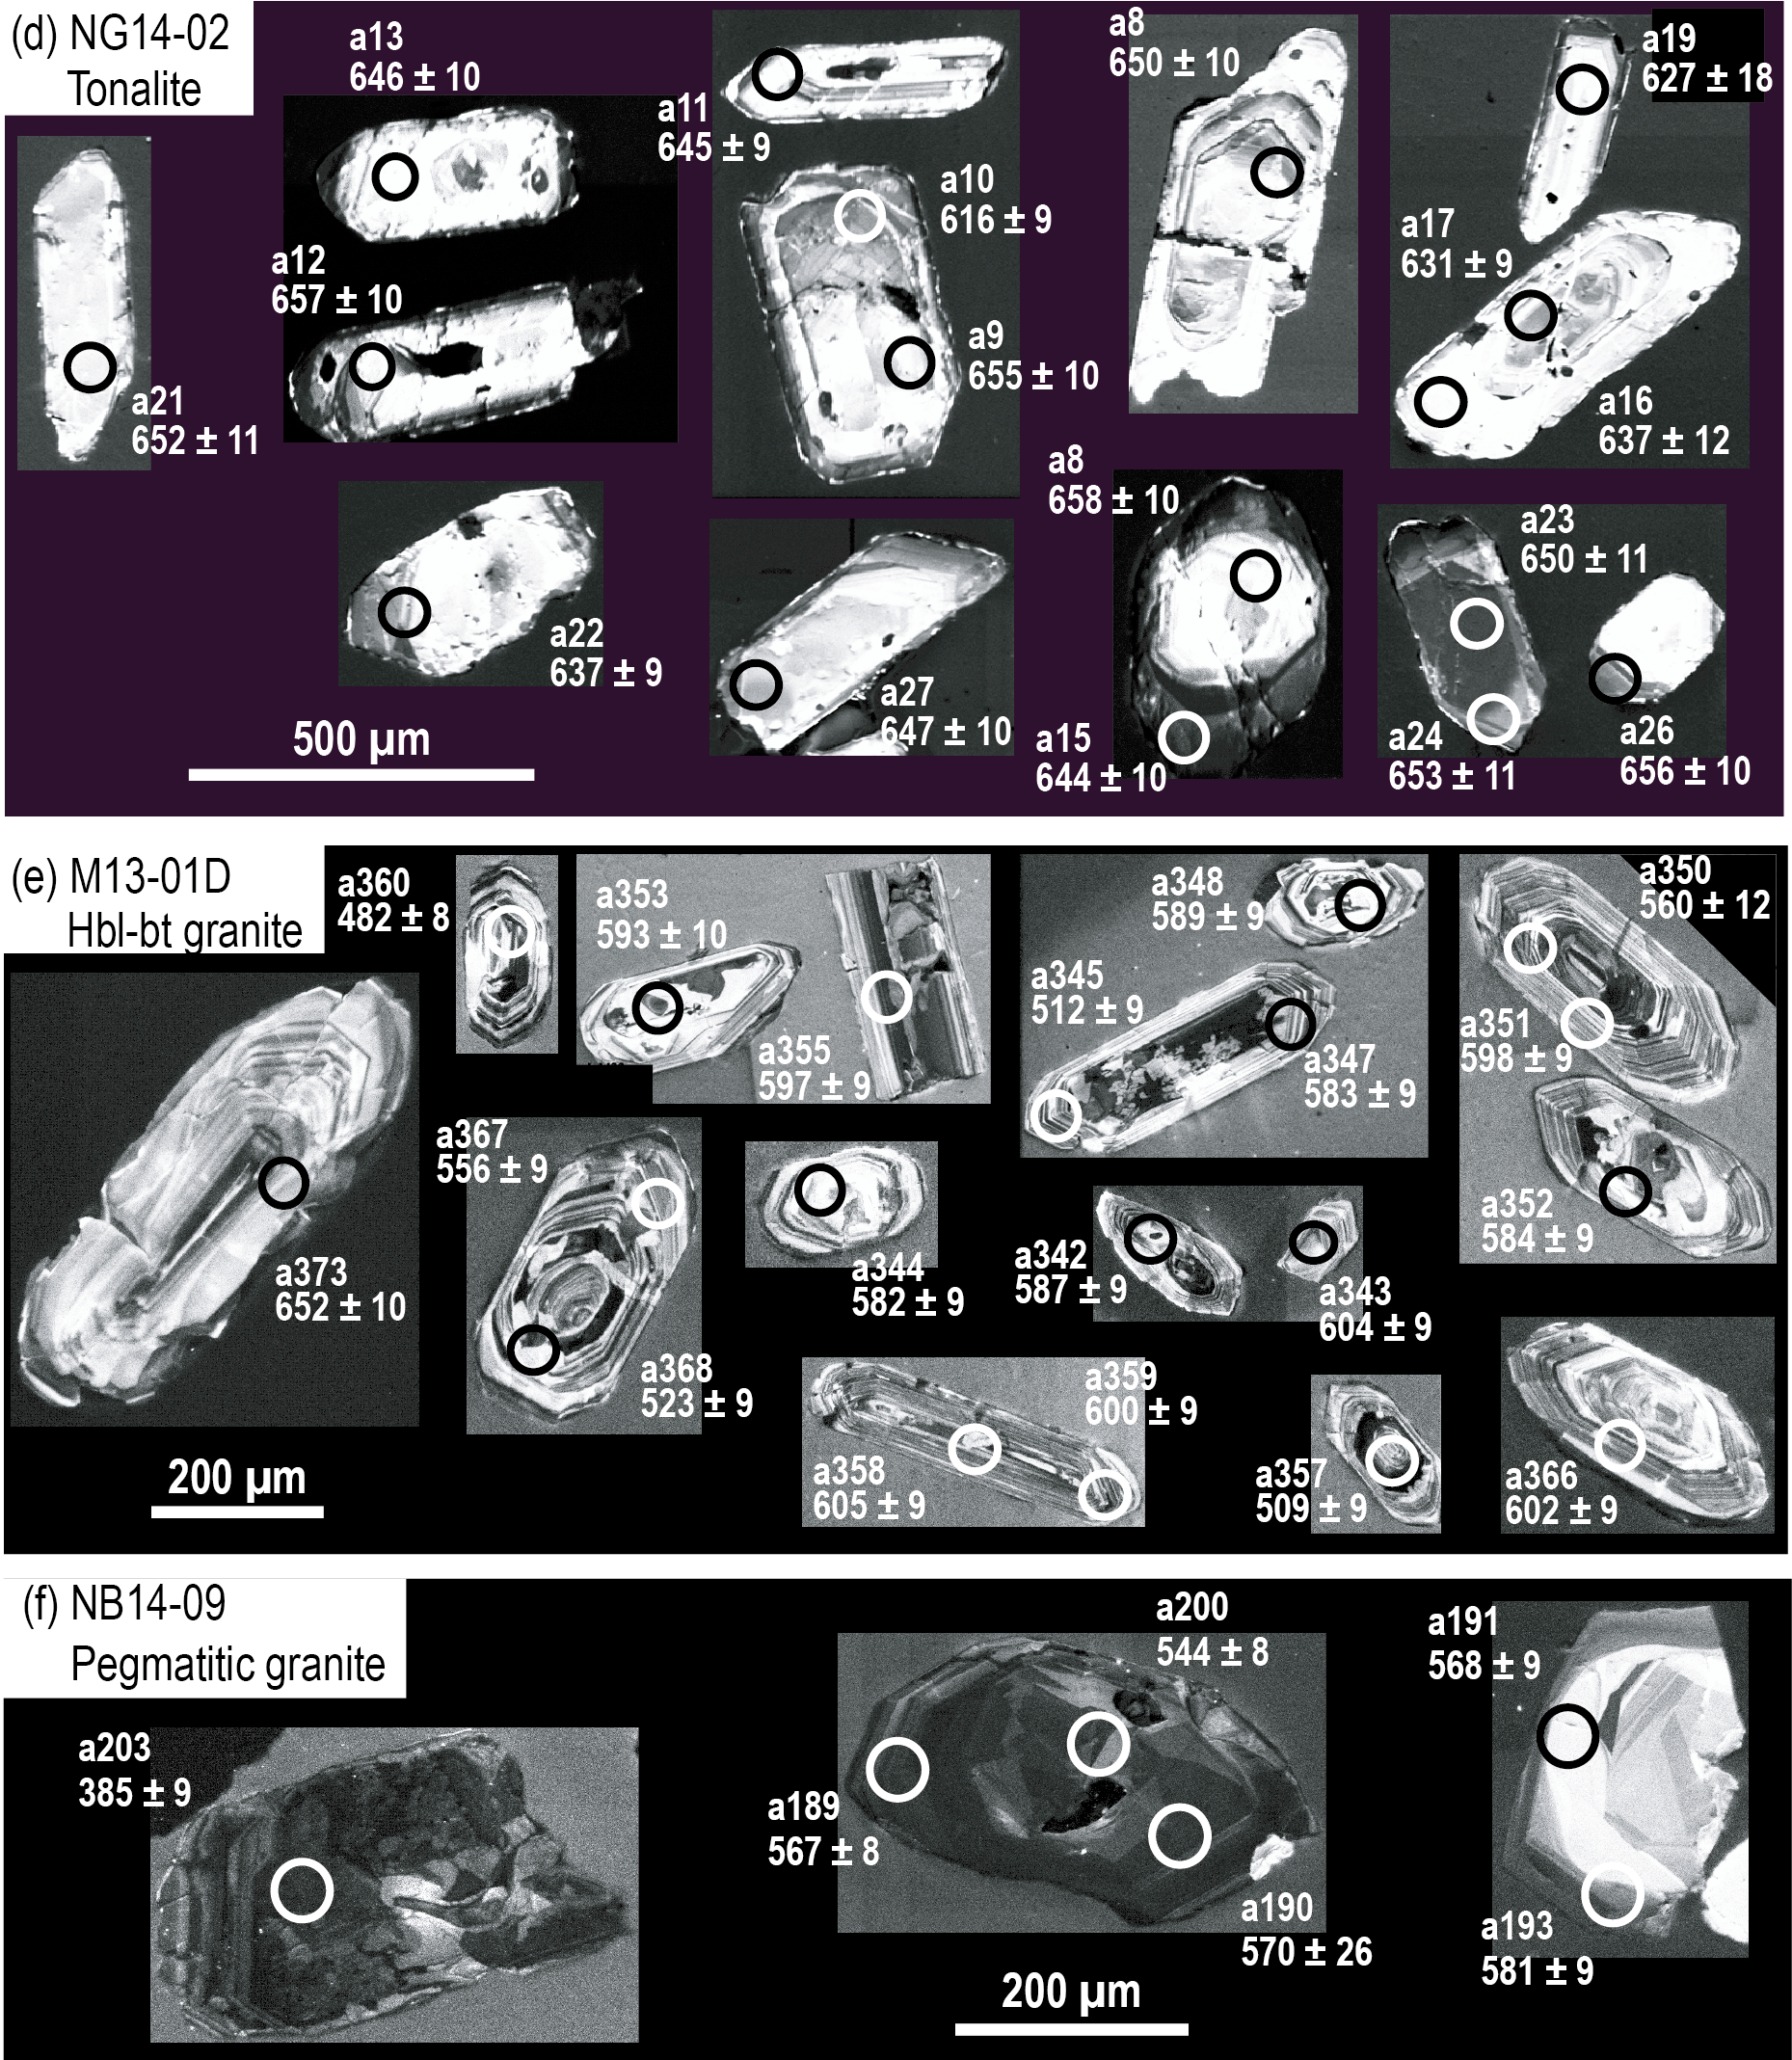 (d) NG14-02
Tonalite
a13
646 ± 10
a11
645 ± 9
a8
650 ± 10
a19
627 ± 18
a10
616 ± 9
a17
631 ± 9
a12
657 ± 10
a9
655 ± 10
a21
652 ± 11
a16
637 ± 12
a8
658 ± 10
a23
650 ± 11
a22
637 ± 9
a27
647 ± 10
a15
644 ± 10
a24
653 ± 11
a26
656 ± 10
500 µm
(e) M13-01D
Hbl-bt granite
a360
482 ± 8
a353
593 ± 10
a348
589 ± 9
a350
560 ± 12
a345
512 ± 9
a351
598 ± 9
a355
597 ± 9
a347
583 ± 9
a367
556 ± 9
a352
584 ± 9
a373
652 ± 10
a344
582 ± 9
a342
587 ± 9
a343
604 ± 9
a368
523 ± 9
a359
600 ± 9
a358
605 ± 9
a357
509 ± 9
a366
602 ± 9
200 µm
(f) NB14-09
Pegmatitic granite
a200
544 ± 8
a191
568 ± 9
a203
385 ± 9
a189
567 ± 8
a190
570 ± 26
a193
581 ± 9
200 µm